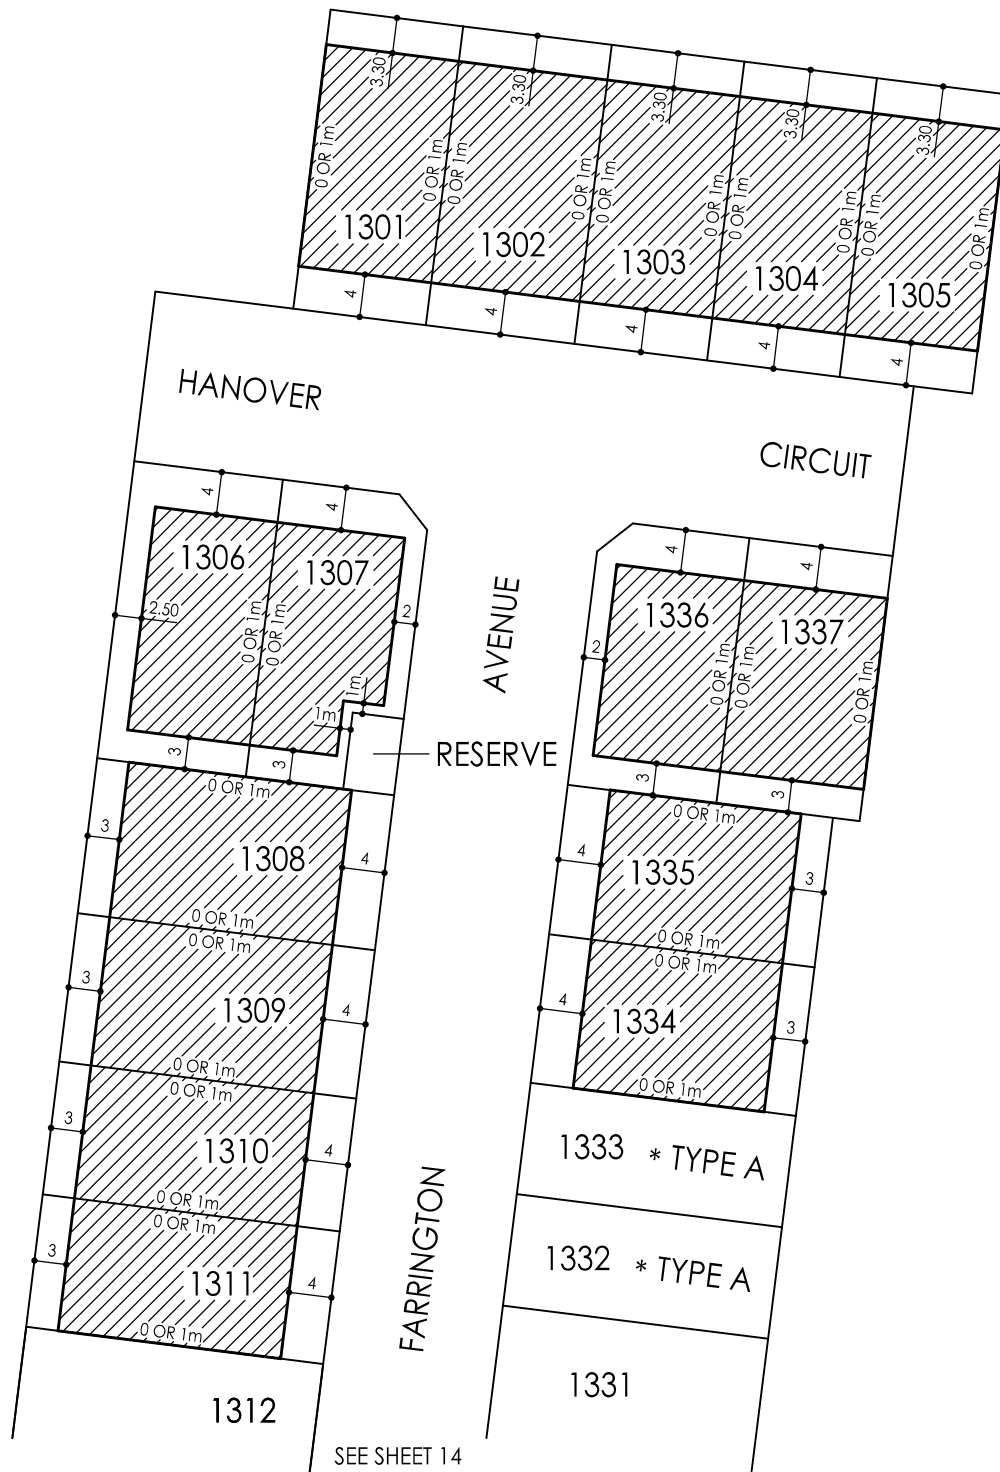 3.30
3.30
3.30
3.30
3.30
0 OR 1m
0 OR 1m
0 OR 1m
0 OR 1m
0 OR 1m
0 OR 1m
0 OR 1m
0 OR 1m
0 OR 1m
0 OR 1m
1301
1302
1303
1304
1305
4
4
4
4
4
HANOVER
CIRCUIT
4
4
4
4
1306
1307
1336
1337
2.50
2
2
0 OR 1m
0 OR 1m
0 OR 1m
0 OR 1m
0 OR 1m
AVENUE
1m
1m
RESERVE
3
3
3
3
0 OR 1m
0 OR 1m
3
1308
4
4
1335
3
0 OR 1m
0 OR 1m
0 OR 1m
0 OR 1m
3
1309
4
4
1334
3
0 OR 1m
0 OR 1m
0 OR 1m
3
1310
4
1333 * TYPE A
0 OR 1m
0 OR 1m
3
1311
4
1332 * TYPE A
0 OR 1m
FARRINGTON
1312
1331
SEE SHEET 14